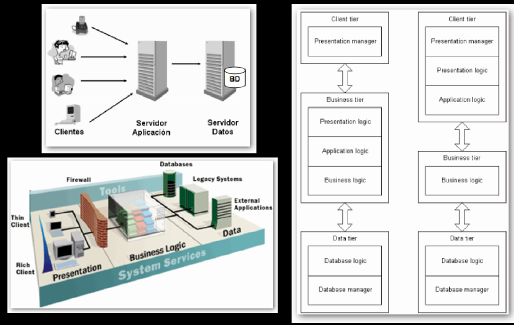 Clientes
Servidor
Aplicación
Servidor
Datos
BD
Databases
Firewall
Legacy Systems
Tools
External
Applications
Thin
Client
Rich
Client
Presentation
Business Logic
Data
System Services
Client tier
Presentation manager
Business tier
Presentation logic
Application logic
Business logic
Data tier
Database logic
Database manager
Client tier
Presentation manager
Presentation logic
Application logic
Business tier
Business logic
Data tier
Database logic
Database manager